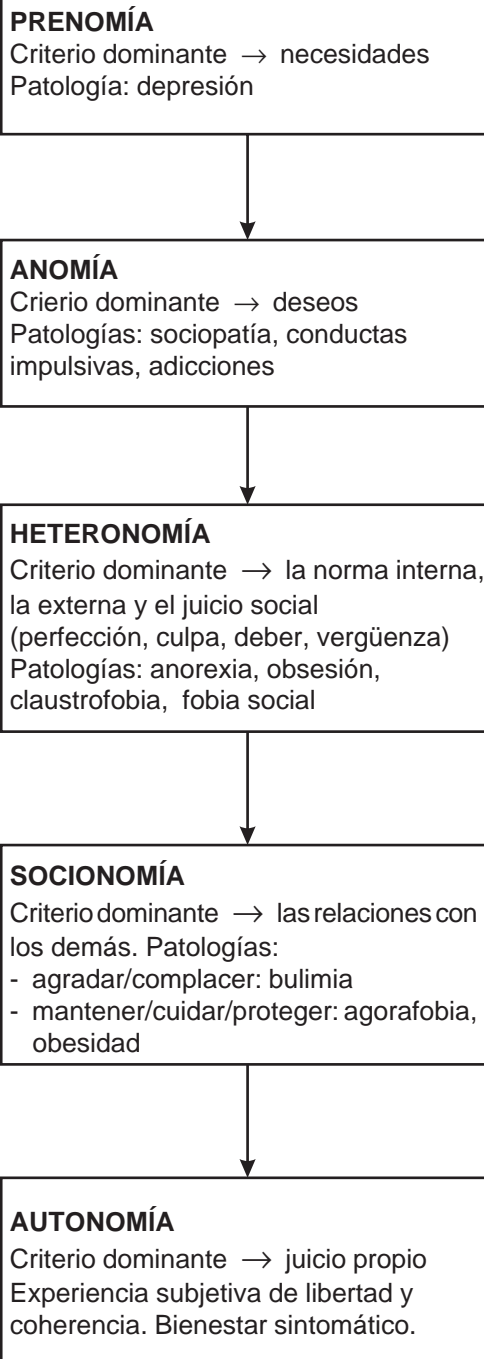 PRENOMÍA
Criterio dominante → necesidades
Patología: depresión
ANOMÍA
Crierio dominante → deseos
Patologías: sociopatía, conductas
impulsivas, adicciones
HETERONOMÍA
Criterio dominante → la norma interna,
la externa y el juicio social
(perfección, culpa, deber, vergüenza)
Patologías: anorexia, obsesión,
claustrofobia, fobia social
SOCIONOMÍA
Criterio dominante → las relaciones con
los demás. Patologías:
- agradar/complacer: bulimia
- mantener/cuidar/proteger: agorafobia,
obesidad
AUTONOMÍA
Criterio dominante → juicio propio
Experiencia subjetiva de libertad y
coherencia. Bienestar sintomático.